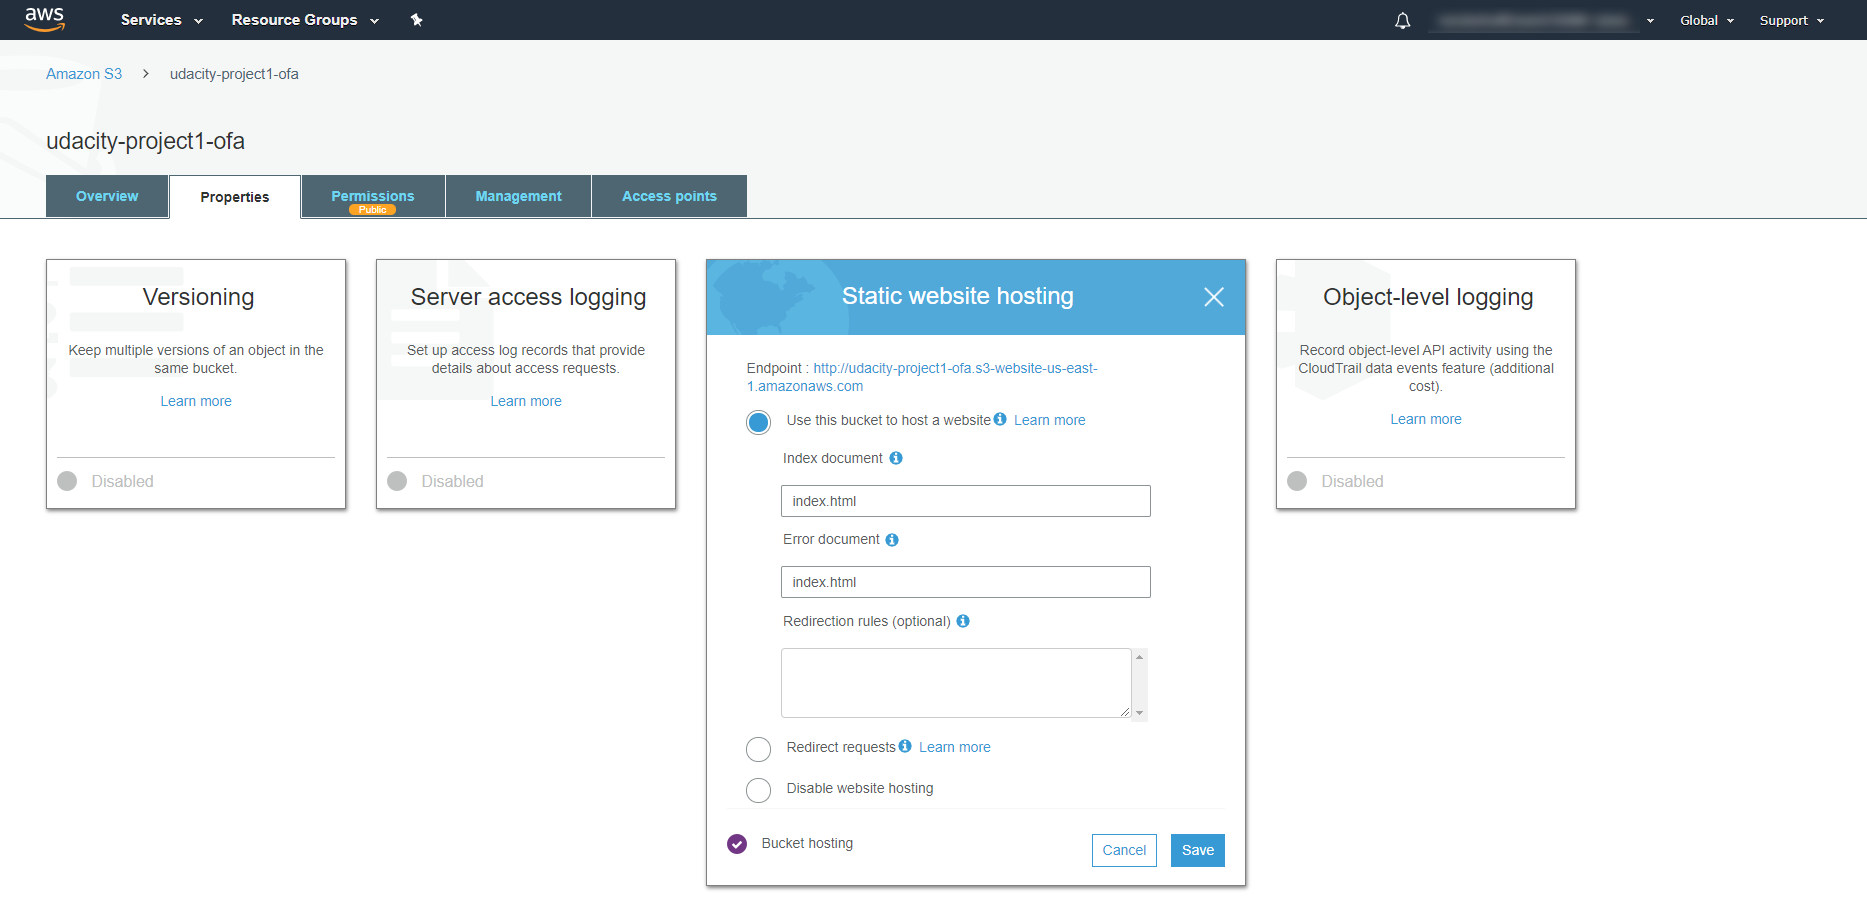 aws
Services
Resource Groups
Global
Support
Amazon S3 > udacity-project1-ofa
udacity-project1-ofa
Overview
Properties
Permissions
Public
Management
Access points
Versioning
Keep multiple versions of an object in the
same bucket.
Learn more
Disabled
Server access logging
Set up access log records that provide
details about access requests.
Learn more
Disabled
Static website hosting
Endpoint : http://udacity-project1-ofa.s3-website-us-east-
1.amazonaws.com
Use this bucket to host a website Learn more
Index document
index.html
Error document
index.html
Redirection rules (optional)
Redirect requests Learn more
Disable website hosting
Bucket hosting
Cancel
Save
Object-level logging
Record object-level API activity using the
CloudTrail data events feature (additional
cost).
Learn more
Disabled